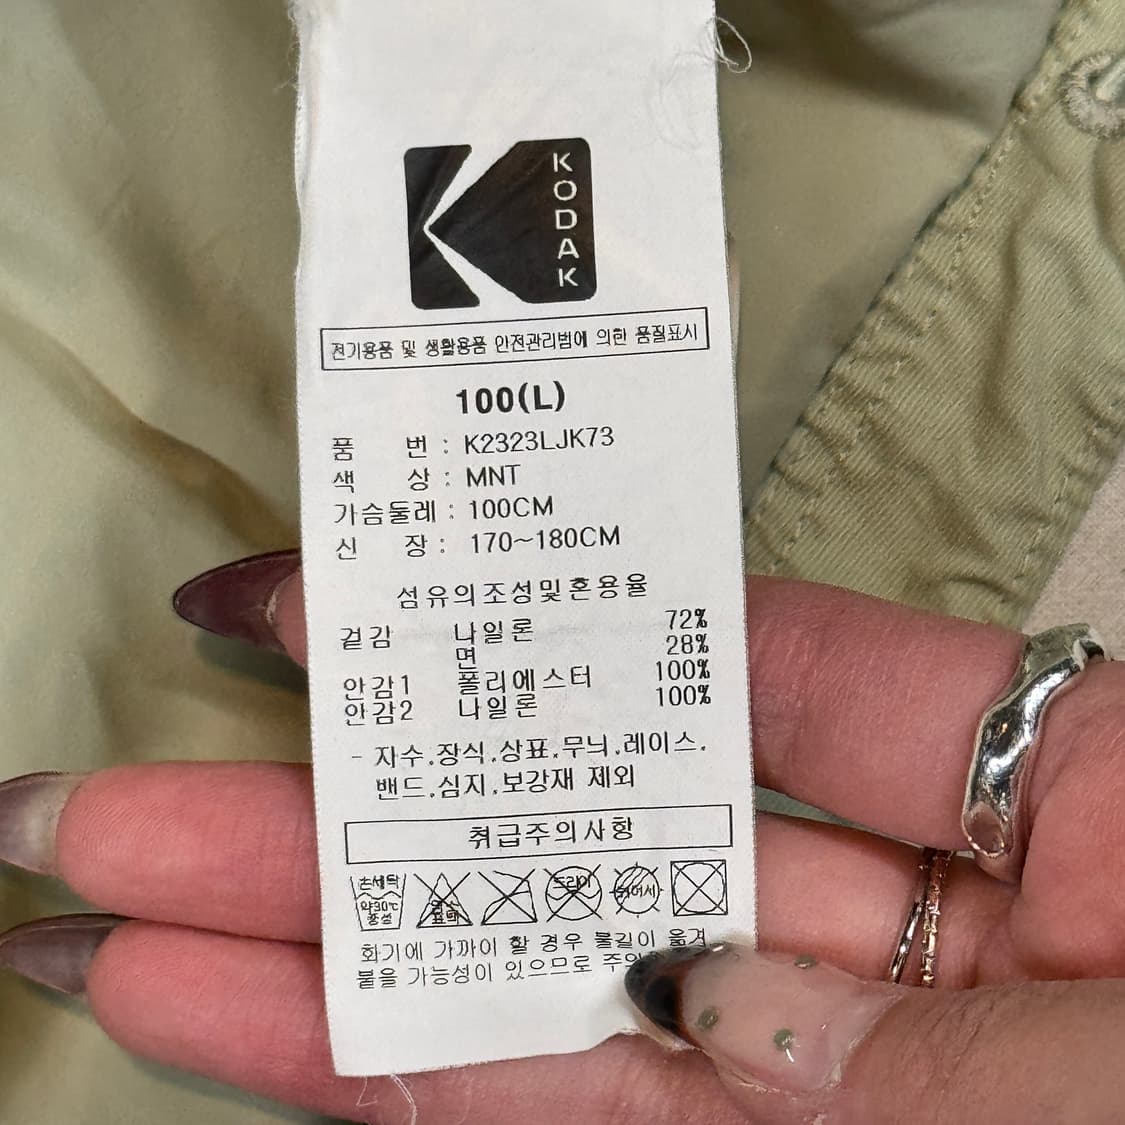 KODAK
전기용품 및 생활용품 안전관리법에 의한 품질표시
100(L)
품 번 : K2323LJK73
색 상 : MNT
가슴둘레 : 100CM
신 장 : 170~180CM
섬유의조성및혼용율
겉감 나일론 72%
면 28%
안감1 폴리에스터 100%
안감2 나일론 100%
- 자수.장식.상표.무늬.레이스.
밴드.심지.보강재 제외
취급주의사항
손세탁 약30℃ 중성 염소 표백 드라이
화기에 가까이 할 경우 불길이 옮겨
붙을 가능성이 있으므로